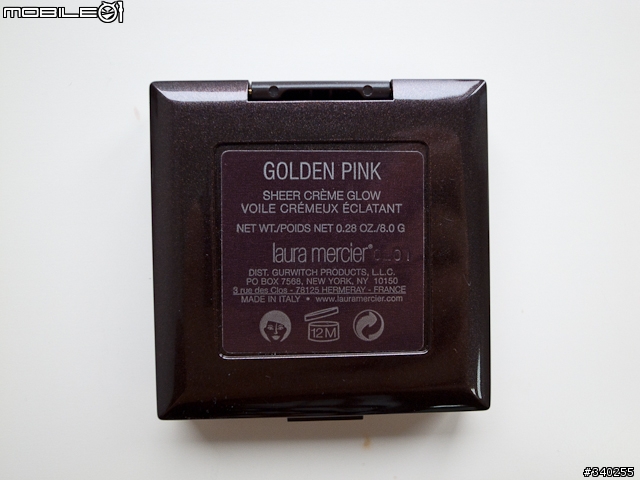 MOBILE01
GOLDEN PINK
SHEER CRÈME GLOW
VOILE CRÉMEUX ÉCLATANT
NET WT./POIDS NET 0.28 OZ./8.0 G
laura mercier®
DIST. GURWITCH PRODUCTS, L.L.C.
PO BOX 7568, NEW YORK, NY 10150
3 rue des Clos - 78125 HERMERAY - FRANCE
MADE IN ITALY • www.lauramercier.com
12M
#340255